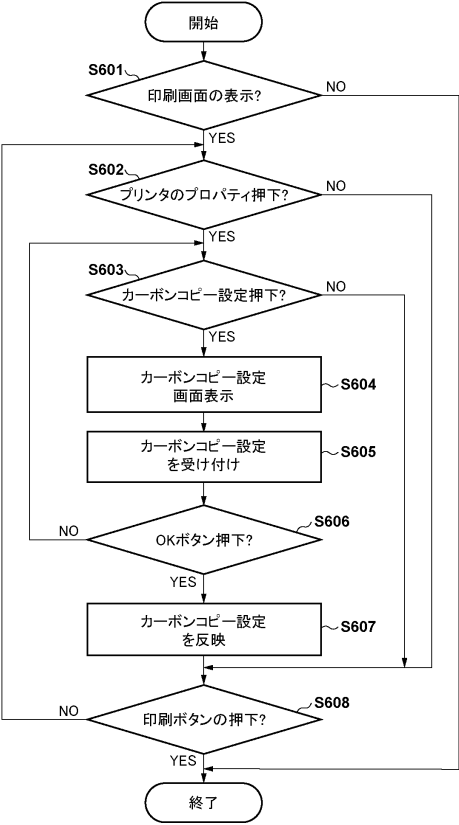 開始
S601
印刷画面の表示?
NO
YES
S602
プリンタのプロパティ押下?
NO
YES
S603
カーボンコピー設定押下?
NO
YES
カーボンコピー設定
画面表示
S604
カーボンコピー設定
を受け付け
S605
S606
OKボタン押下?
NO
YES
カーボンコピー設定
を反映
S607
S608
印刷ボタンの押下?
NO
YES
終了